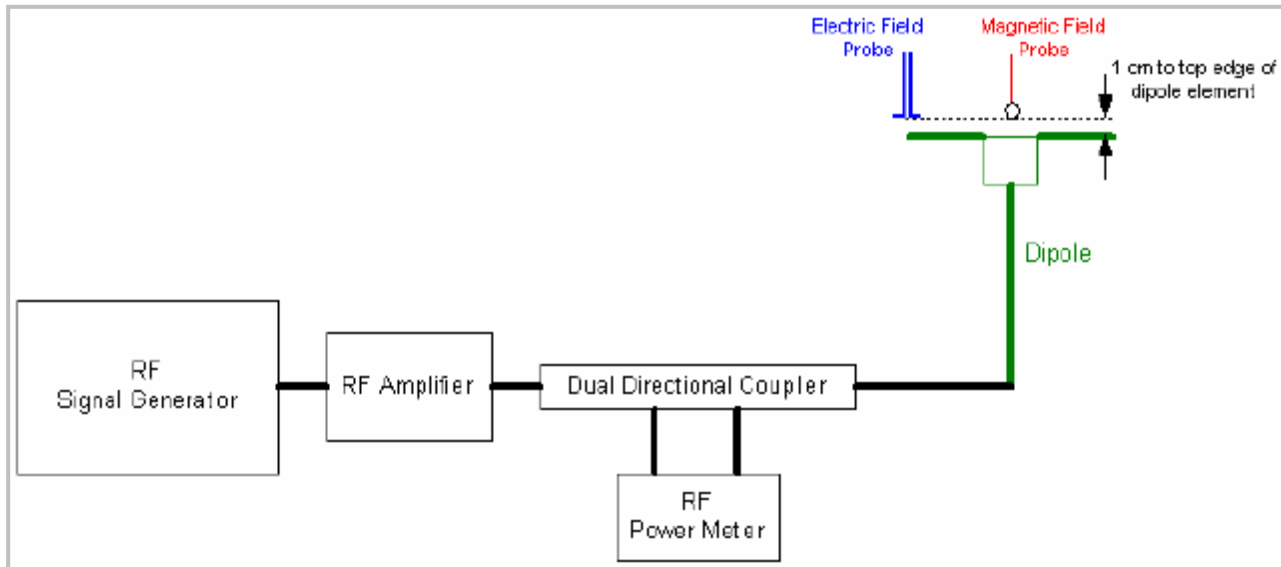 Electric Field
Probe
Magnetic Field
Probe
1 cm to top edge of
dipole element
Dipole
RF
Signal Generator
RF Amplifier
Dual Directional Coupler
RF
Power Meter